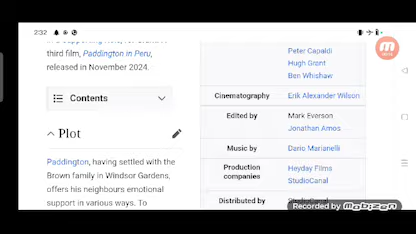 2:32
third film, Paddington in Peru,
released in November 2024.
Contents
Plot
Paddington, having settled with the
Brown family in Windsor Gardens,
offers his neighbours emotional
support in various ways. To
Peter Capaldi
Hugh Grant
Ben Whishaw
Cinematography Erik Alexander Wilson
Edited by Mark Everson
Jonathan Amos
Music by Dario Marianelli
Production Heyday Films
companies StudioCanal
Distributed by StudioCanal
Recorded by
mobizen